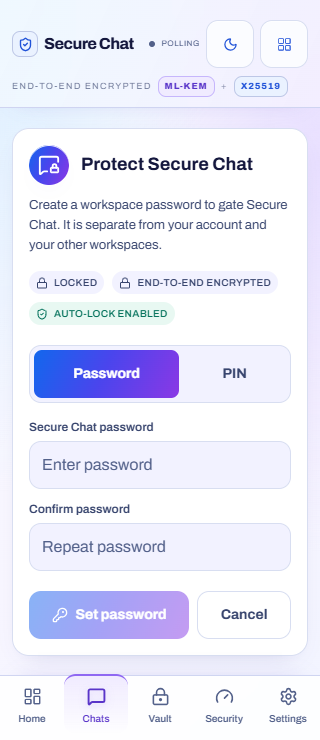 Secure Chat
POLLING
END-TO-END ENCRYPTED ML-KEM + X25519
Protect Secure Chat
Create a workspace password to gate Secure
Chat. It is separate from your account and
your other workspaces.
LOCKED
END-TO-END ENCRYPTED
AUTO-LOCK ENABLED
Password
PIN
Secure Chat password
Enter password
Confirm password
Repeat password
Set password
Cancel
Home
Chats
Vault
Security
Settings